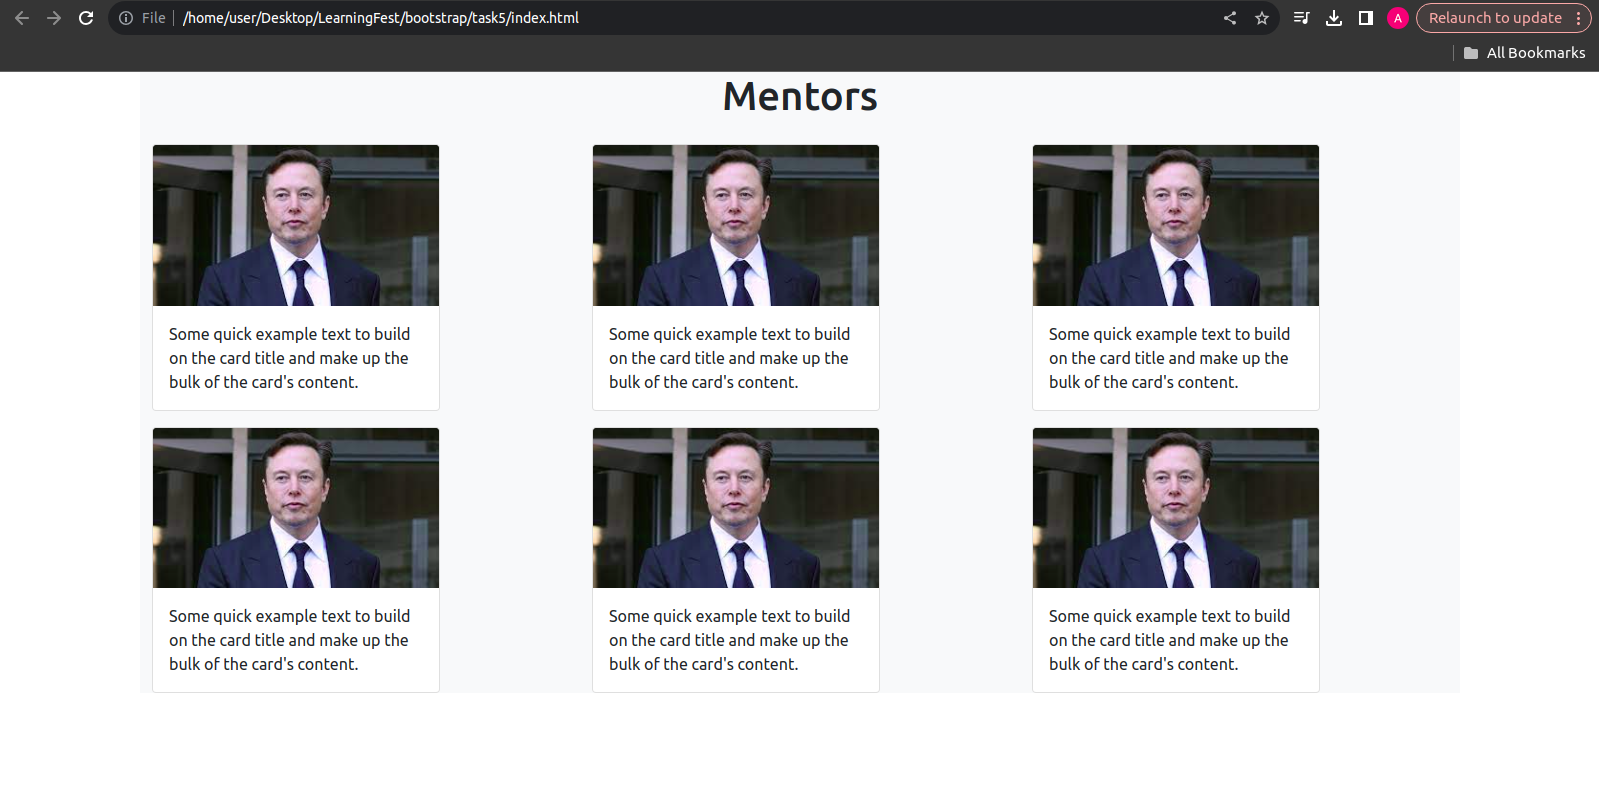 File
/home/user/Desktop/LearningFest/bootstrap/task5/index.html
A
Relaunch to update
All Bookmarks
Mentors
Some quick example text to build
on the card title and make up the
bulk of the card's content.
Some quick example text to build
on the card title and make up the
bulk of the card's content.
Some quick example text to build
on the card title and make up the
bulk of the card's content.
Some quick example text to build
on the card title and make up the
bulk of the card's content.
Some quick example text to build
on the card title and make up the
bulk of the card's content.
Some quick example text to build
on the card title and make up the
bulk of the card's content.